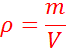 ρ = m/V